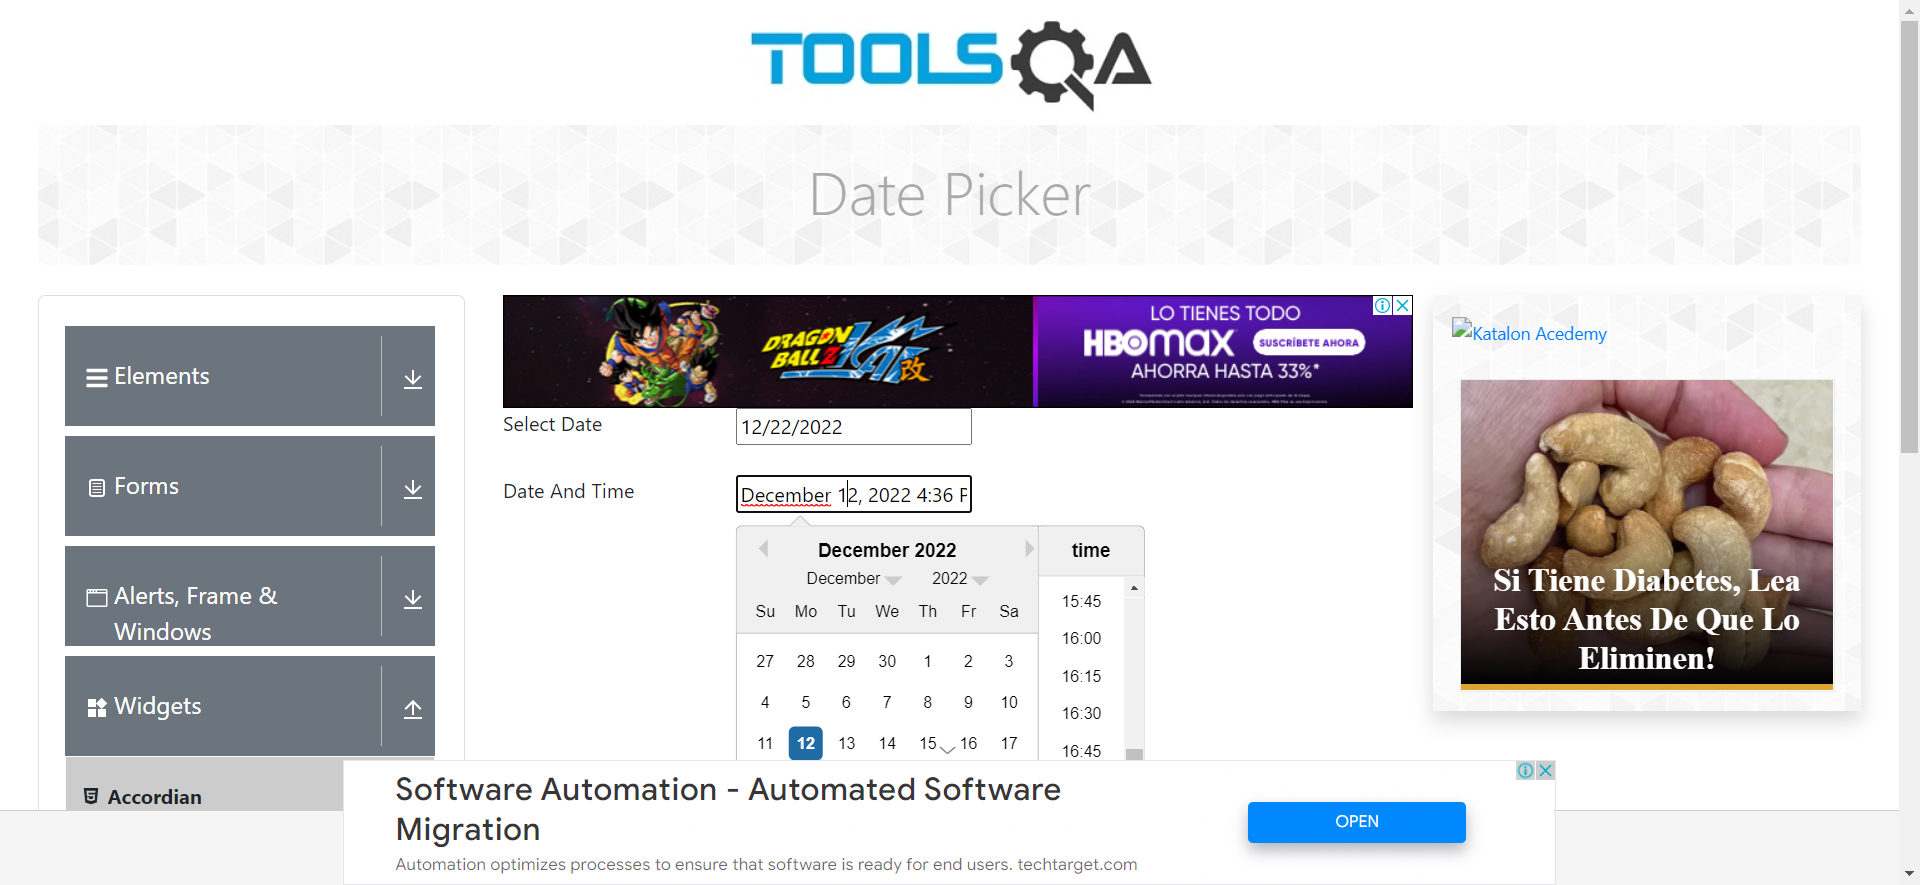 TOOLSQA
Date Picker
Elements
Forms
Alerts, Frame &
Windows
Widgets
Accordian
DRAGON
BALL Z
改
LO TIENES TODO
HBOmax
SUSCRÍBETE AHORA
AHORRA HASTA 33%*
Select Date
12/22/2022
Date And Time
December 12, 2022 4:36 P
December 2022
time
December 2022
Su Mo Tu We Th Fr Sa
27 28 29 30 1 2 3
4 5 6 7 8 9 10
11 12 13 14 15 16 17
15:45
16:00
16:15
16:30
16:45
Katalon Acedemy
Si Tiene Diabetes, Lea
Esto Antes De Que Lo
Eliminen!
Software Automation - Automated Software
Migration
Automation optimizes processes to ensure that software is ready for end users. techtarget.com
OPEN